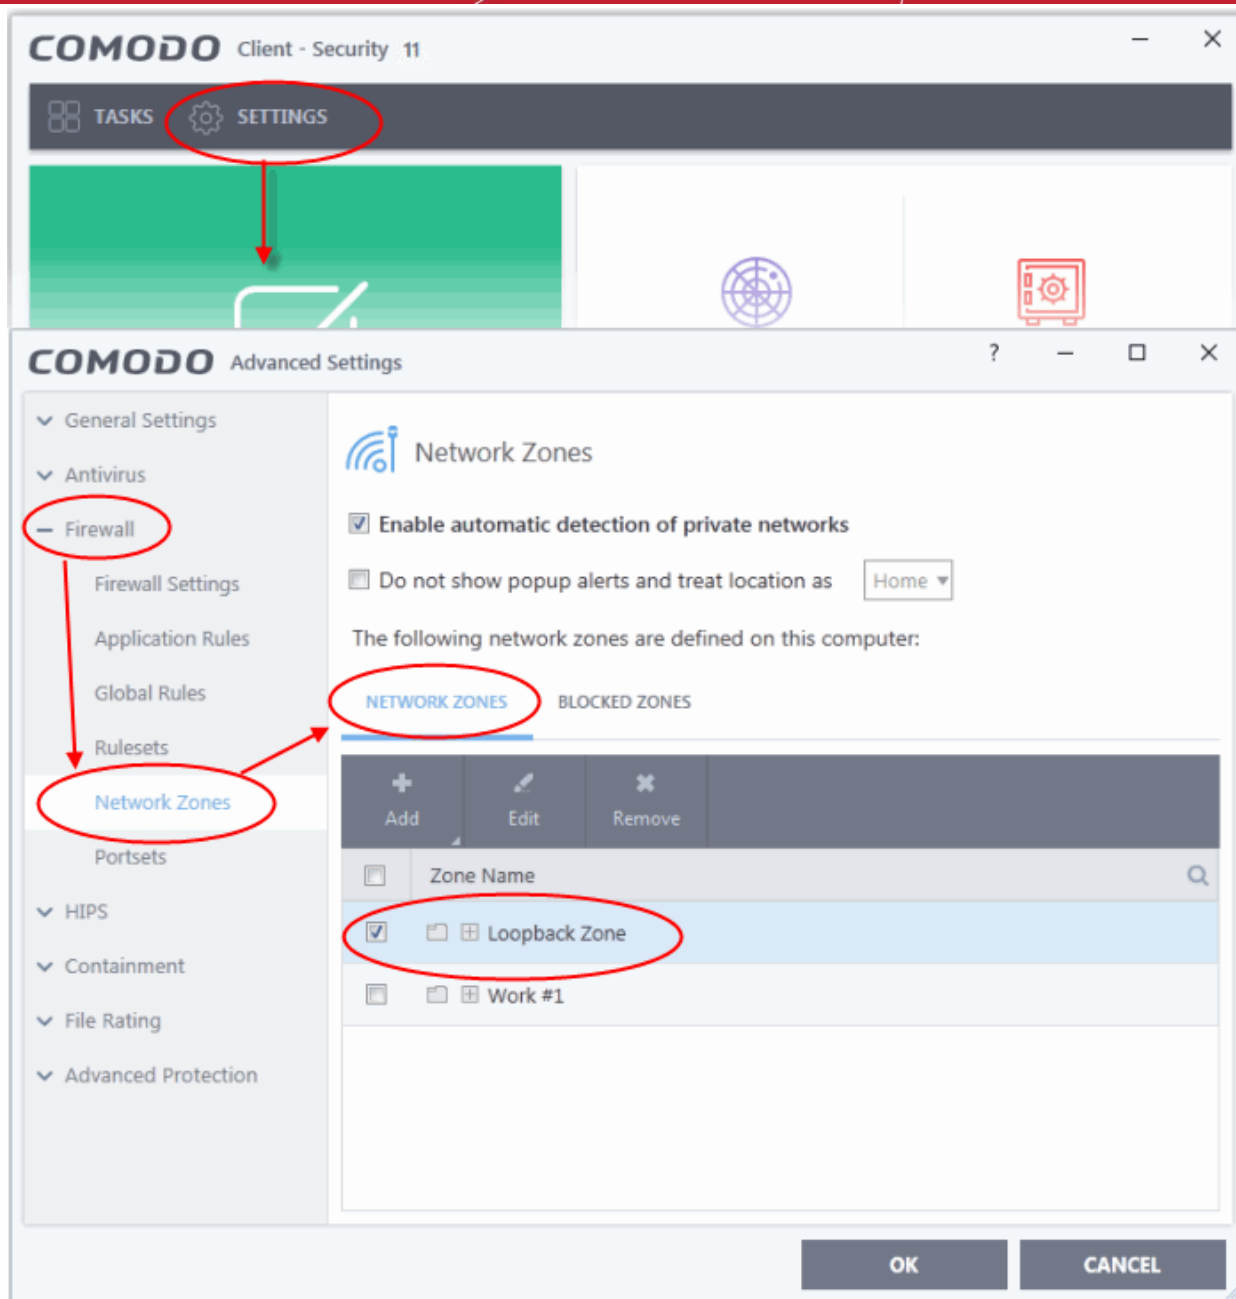 COMODO Client - Security 11
TASKS SETTINGS
COMODO Advanced Settings ?
General Settings
Antivirus
Firewall
Firewall Settings
Application Rules
Global Rules
Rulesets
Network Zones
Portsets
HIPS
Containment
File Rating
Advanced Protection
Network Zones
Enable automatic detection of private networks
Do not show popup alerts and treat location as Home
The following network zones are defined on this computer:
NETWORK ZONES BLOCKED ZONES
Add Edit Remove
Zone Name
Loopback Zone
Work #1
OK CANCEL